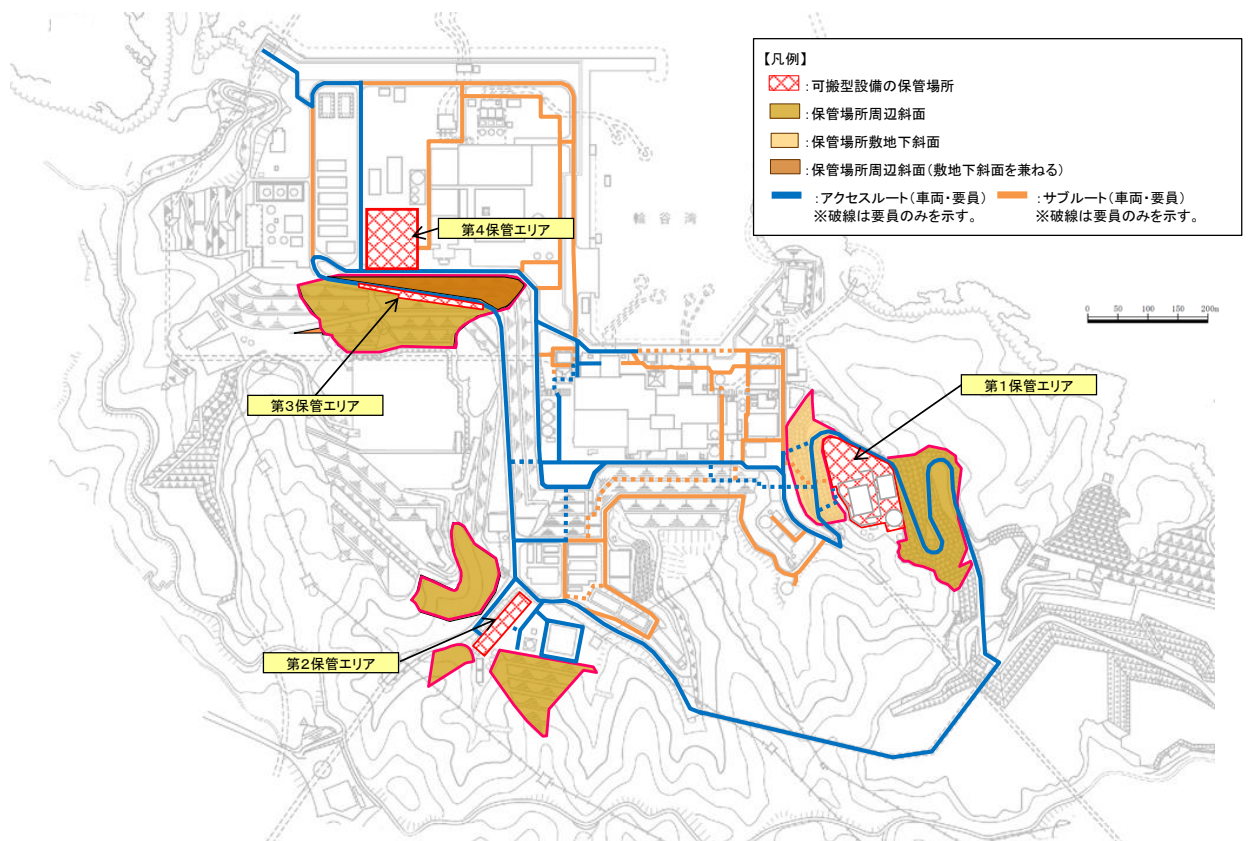 【凡例】
:可搬型設備の保管場所
:保管場所周辺斜面
:保管場所敷地下斜面
:保管場所周辺斜面(敷地下斜面を兼ねる)
:アクセスルート(車両・要員) :サブルート(車両・要員)
※破線は要員のみを示す。 ※破線は要員のみを示す。
第4保管エリア
輪谷湾
0 50 100 150 200m
第1保管エリア
第3保管エリア
第2保管エリア